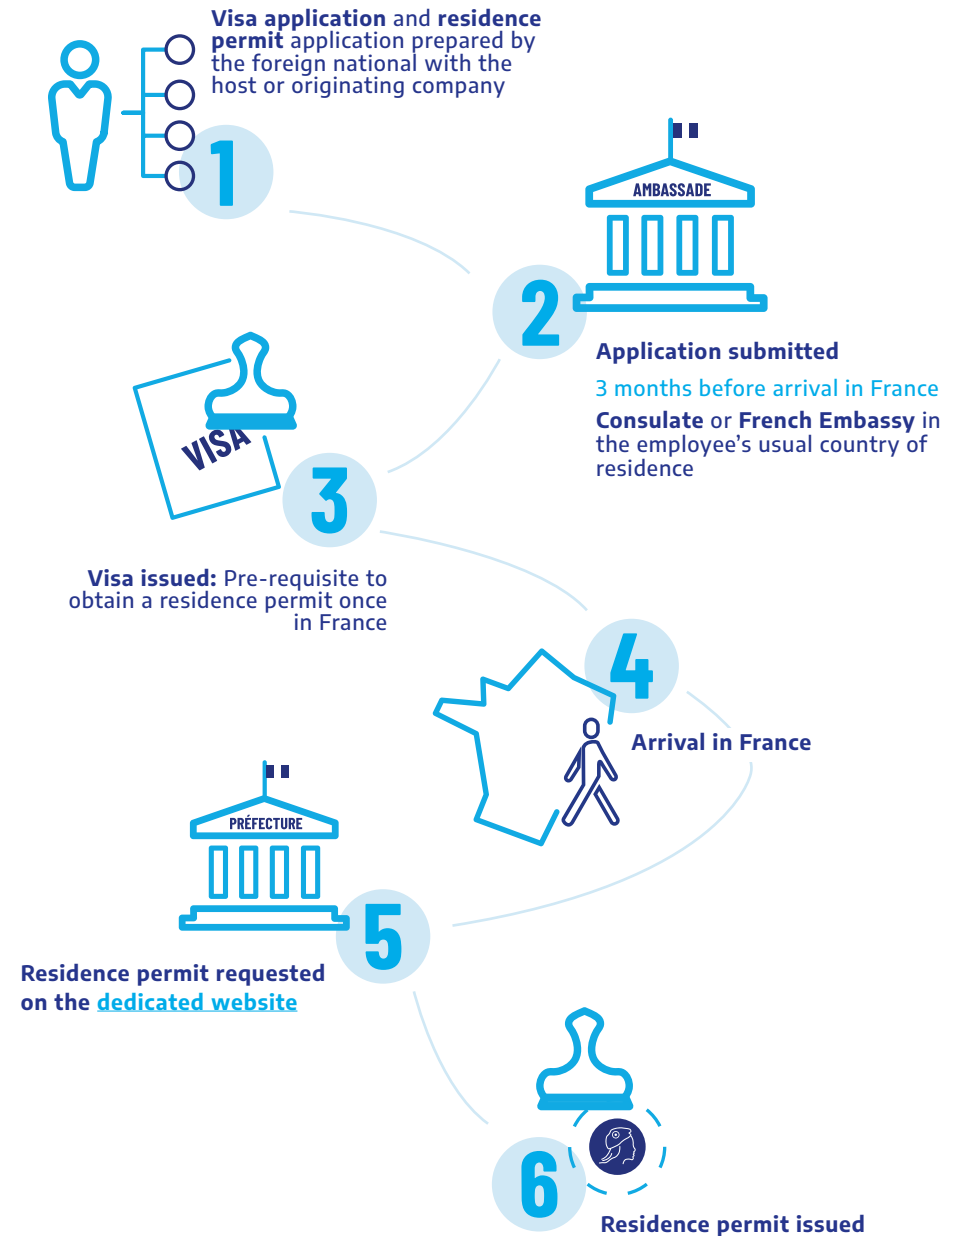 Visa application and residence
permit application prepared by
the foreign national with the
host or originating company
1
AMBASSADE
2
Application submitted
3 months before arrival in France
Consulate or French Embassy in
the employee’s usual country of
residence
VISA
3
Visa issued: Pre-requisite to
obtain a residence permit once
in France
4
Arrival in France
PRÉFECTURE
5
Residence permit requested
on the dedicated website
6
Residence permit issued